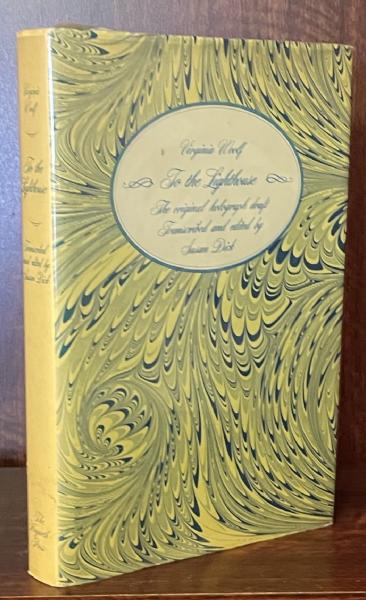 Virginia Woolf
To the Lighthouse
The original holograph draft
Transcribed and edited by
Susan Dick
Virginia
Woolf
To the
Lighthouse
Transcribed
and edited by
Susan Dick
The
Hogarth
Press